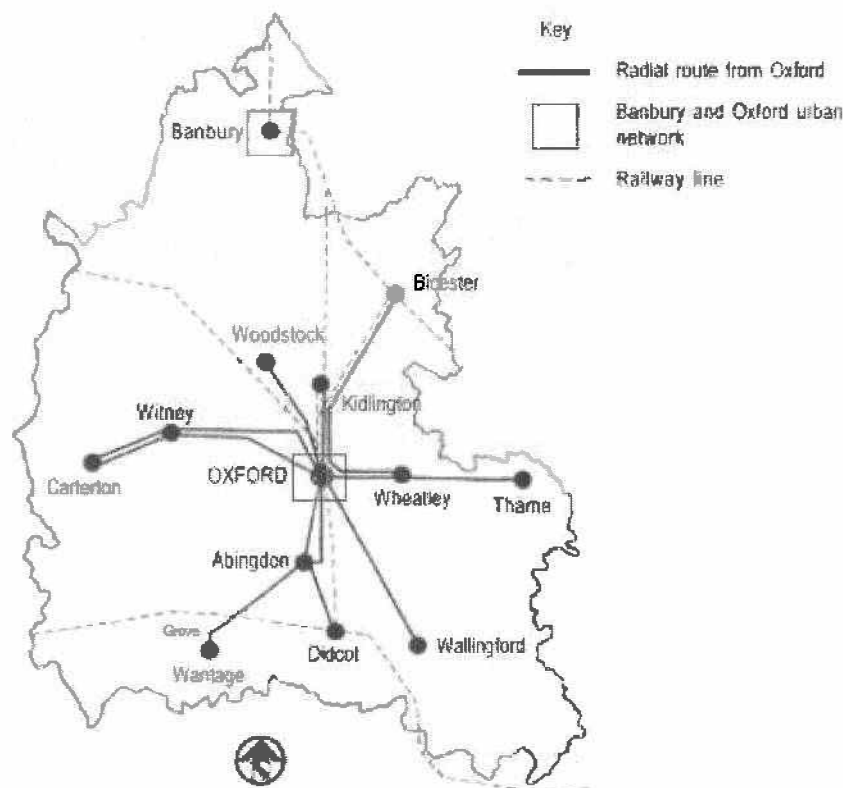 Key
Radial route from Oxford
Banbury and Oxford urban
network
Railway line
Banbury
Bicester
Woodstock
Kidlington
Witney
Carterton
OXFORD
Wheatley
Thame
Abingdon
Grove
Wantage
Didcot
Wallingford